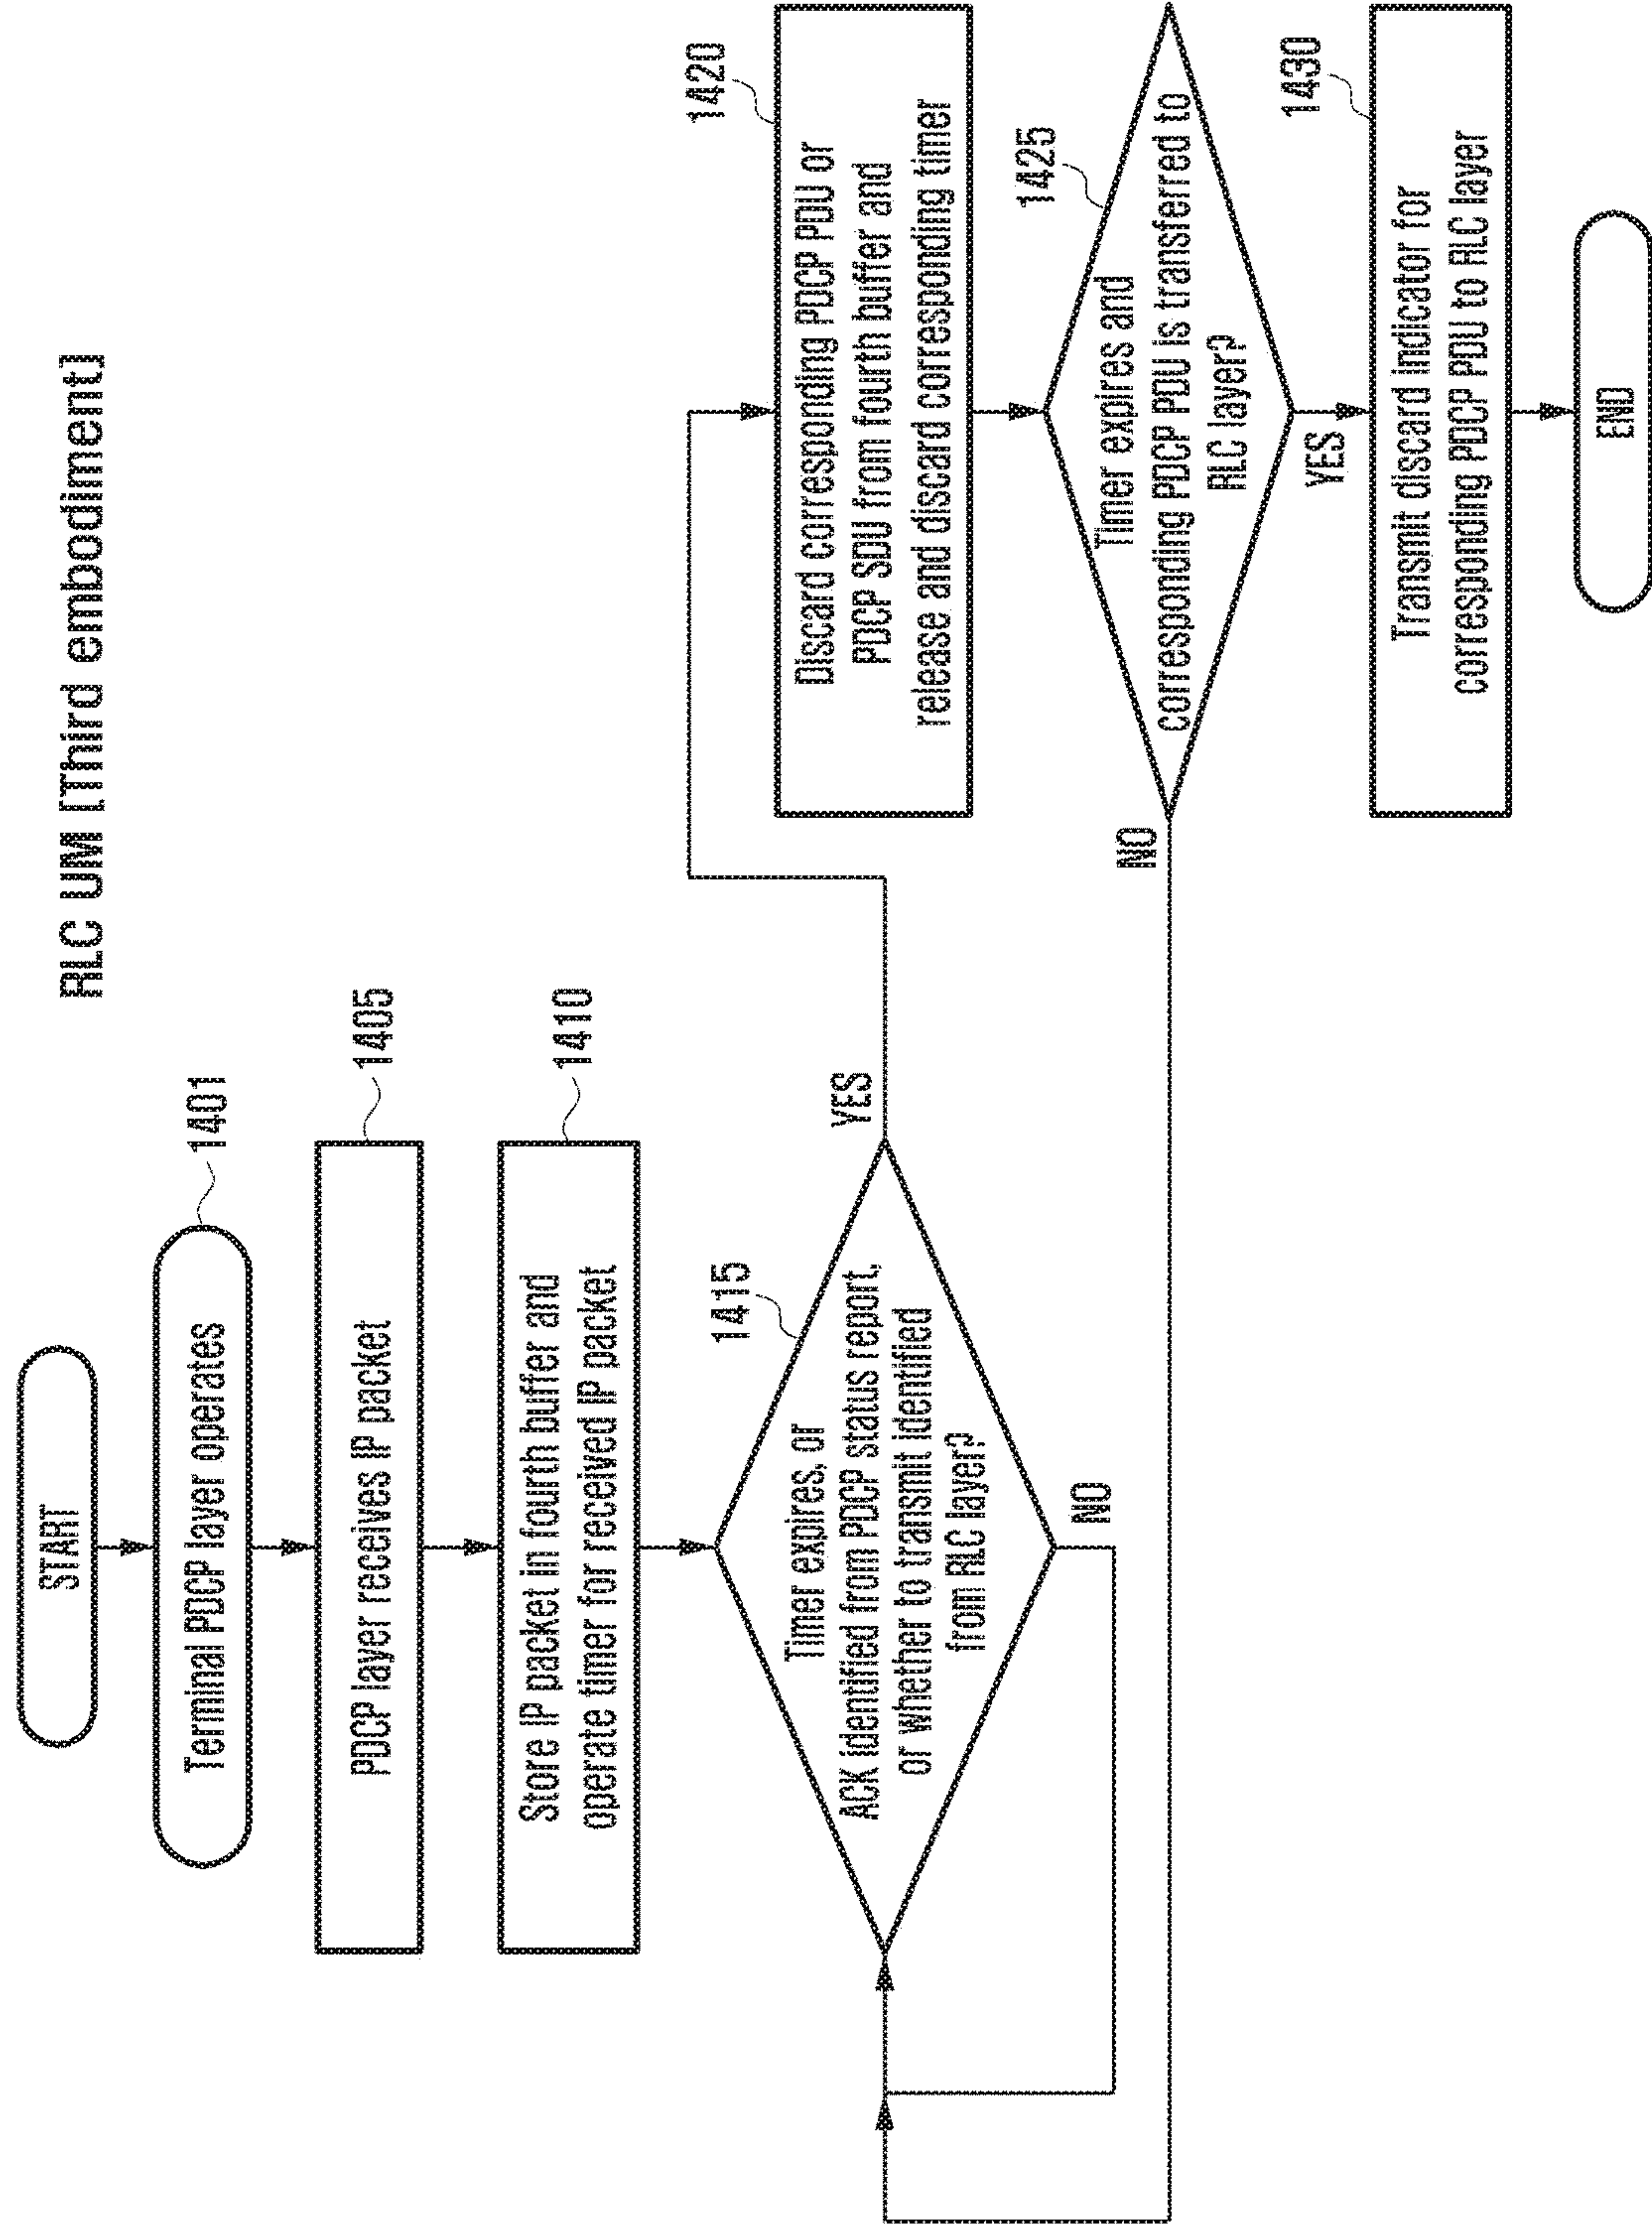 RLC UM [Third embodiment]
START
Terminal PDCP layer operates
1401
PDCP layer receives IP packet
1405
Store IP packet in fourth buffer and
operate timer for received IP packet
1410
1415
Timer expires, or
ACK identified from PDCP status report,
or whether to transmit identified
from RLC layer?
YES
NO
1420
Discard corresponding PDCP PDU or
PDCP SDU from fourth buffer and
release and discard corresponding timer
1425
Timer expires and
corresponding PDCP PDU is transferred to
RLC layer?
NO
YES
1430
Transmit discard indicator for
corresponding PDCP PDU to RLC layer
END